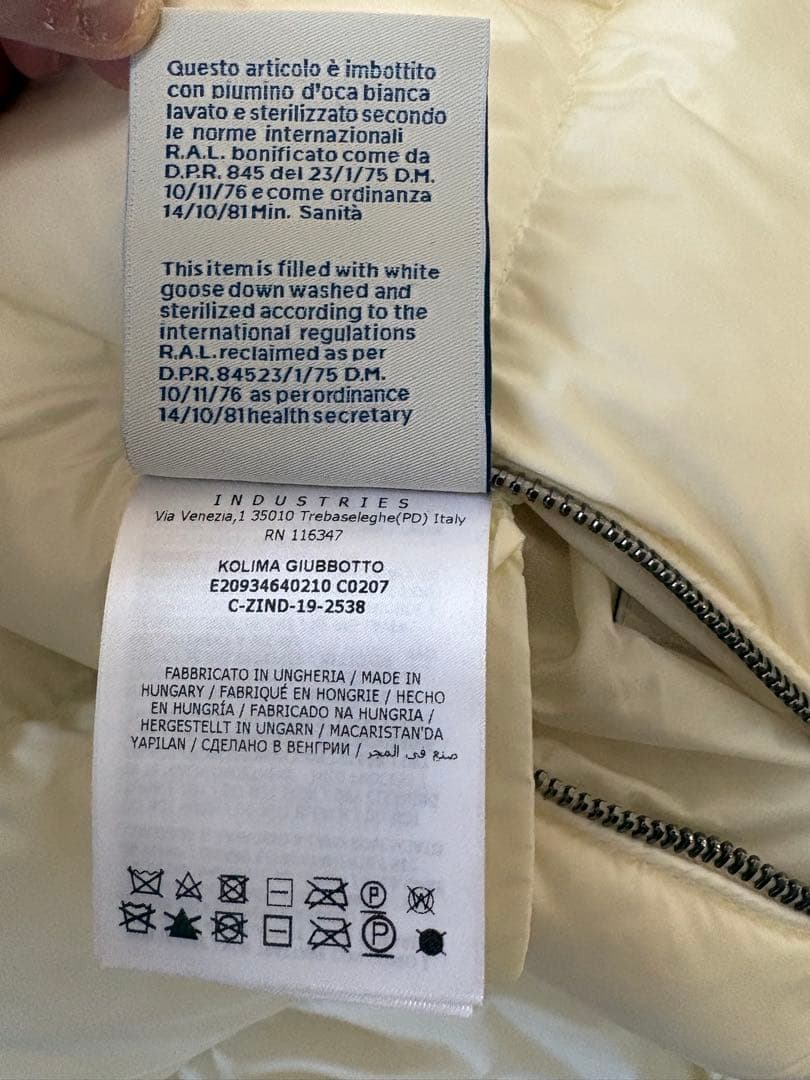 Questo articolo è imbottito
con piumino d'oca bianca
lavato e sterilizzato secondo
le norme internazionali
R.A.L. bonificato come da
D.P.R. 845 del 23/1/75 D.M.
10/11/76 e come ordinanza
14/10/81 Min. Sanità
This item is filled with white
goose down washed and
sterilized according to the
international regulations
R.A.L. reclaimed as per
D.P.R. 84523/1/75 D.M.
10/11/76 as per ordinance
14/10/81 health secretary
INDUSTRIES
Via Venezia,1 35010 Trebaseleghe(PD) Italy
RN 116347
KOLIMA GIUBBOTTO
E20934640210 C0207
C-ZIND-19-2538
FABBRICATO IN UNGHERIA / MADE IN
HUNGARY / FABRIQUÉ EN HONGRIE / HECHO
EN HUNGRÍA / FABRICADO NA HUNGRIA /
HERGESTELLT IN UNGARN / MACARISTAN'DA
YAPILAN / СДЕЛАНО В ВЕНГРИИ / صنع في المجر
P W
P